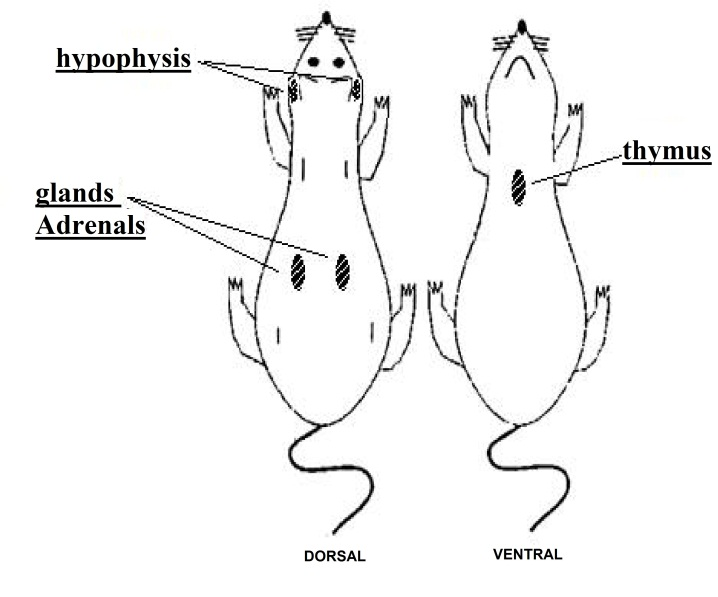 hypophysis
glands
Adrenals
thymus
DORSAL
VENTRAL